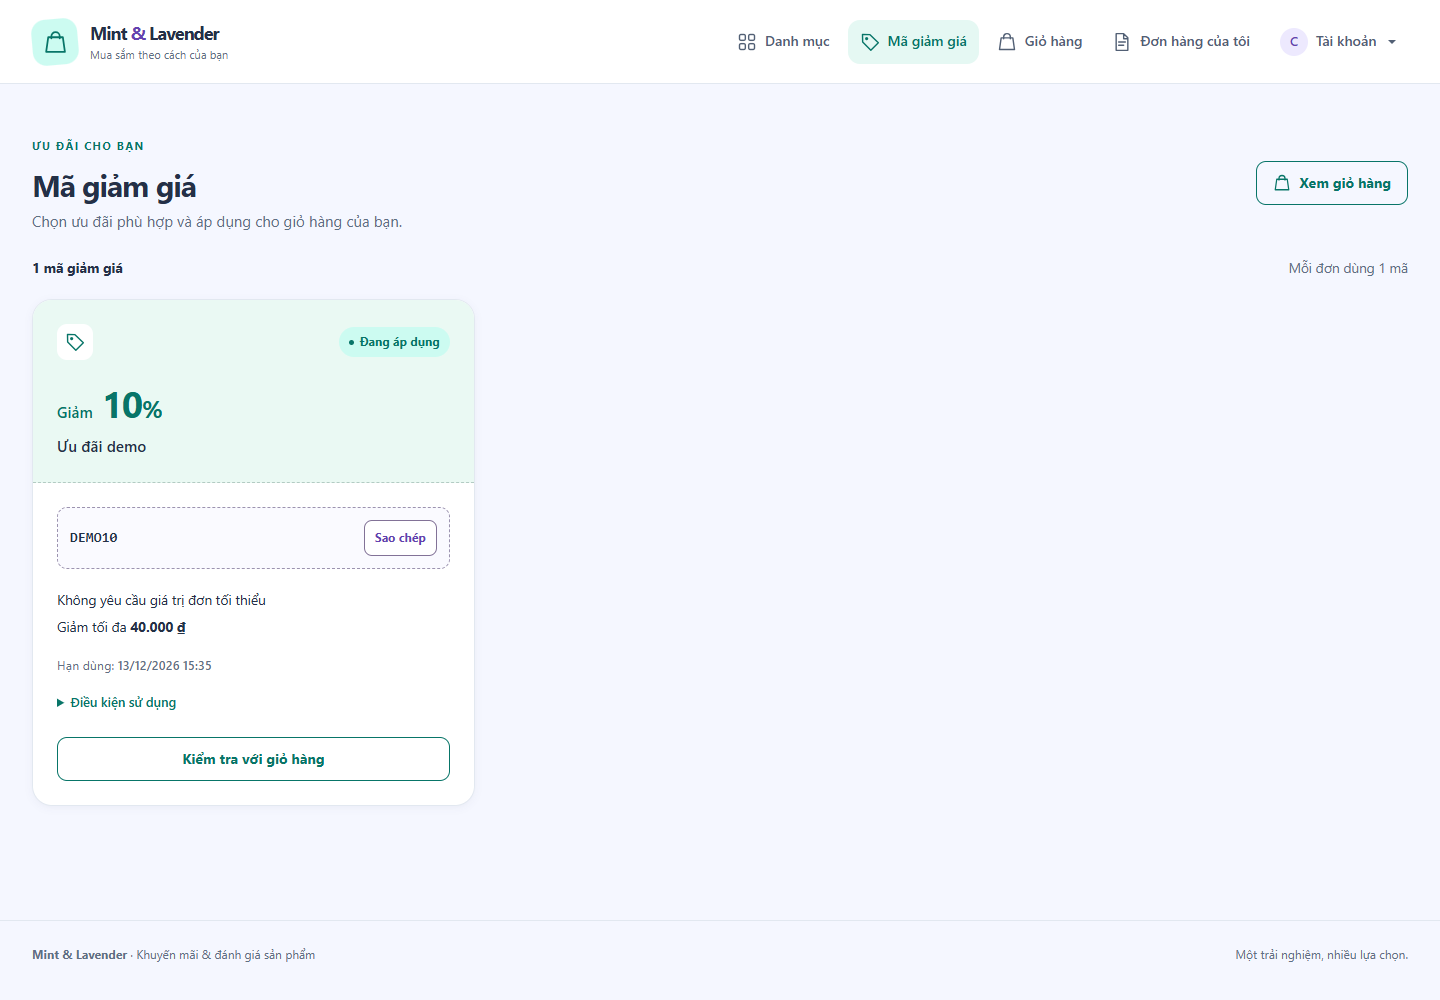 Mint & Lavender
Mua sắm theo cách của bạn
Danh mục
Mã giảm giá
Giỏ hàng
Đơn hàng của tôi
C
Tài khoản
ƯU ĐÃI CHO BẠN
Mã giảm giá
Chọn ưu đãi phù hợp và áp dụng cho giỏ hàng của bạn.
Xem giỏ hàng
1 mã giảm giá
Mỗi đơn dùng 1 mã
Đang áp dụng
Giảm 10%
Ưu đãi demo
DEMO10
Sao chép
Không yêu cầu giá trị đơn tối thiểu
Giảm tối đa 40.000 ₫
Hạn dùng: 13/12/2026 15:35
Điều kiện sử dụng
Kiểm tra với giỏ hàng
Mint & Lavender · Khuyến mãi & đánh giá sản phẩm
Một trải nghiệm, nhiều lựa chọn.